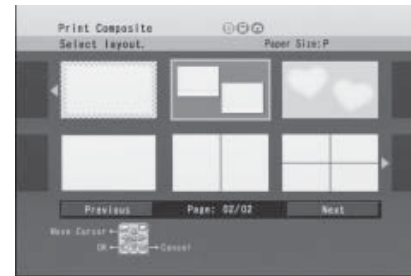 Print Composite
Select layout.
Paper Size:P
Previous
Page: 02/02
Next
Move Cursor
OK
Cancel